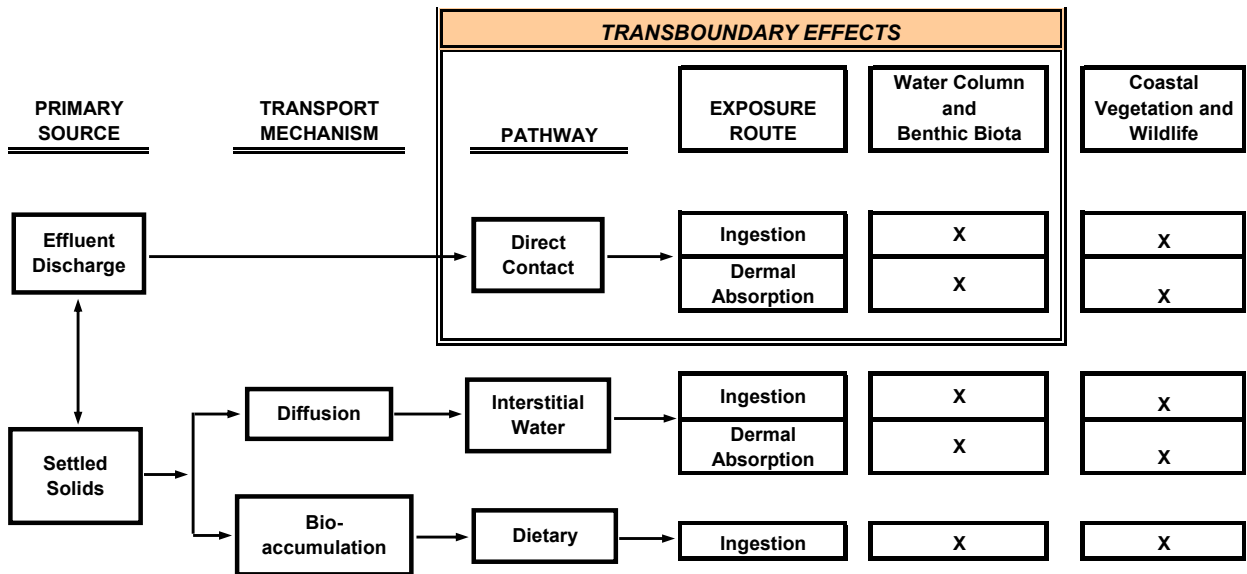 TRANSBOUNDARY EFFECTS
PRIMARY
SOURCE
TRANSPORT
MECHANISM
PATHWAY
EXPOSURE
ROUTE
Water Column
and
Benthic Biota
Coastal
Vegetation and
Wildlife
Effluent
Discharge
Direct
Contact
Ingestion
X
X
Dermal
Absorption
X
X
Settled
Solids
Diffusion
Interstitial
Water
Ingestion
X
X
Dermal
Absorption
X
X
Bio-
accumulation
Dietary
Ingestion
X
X